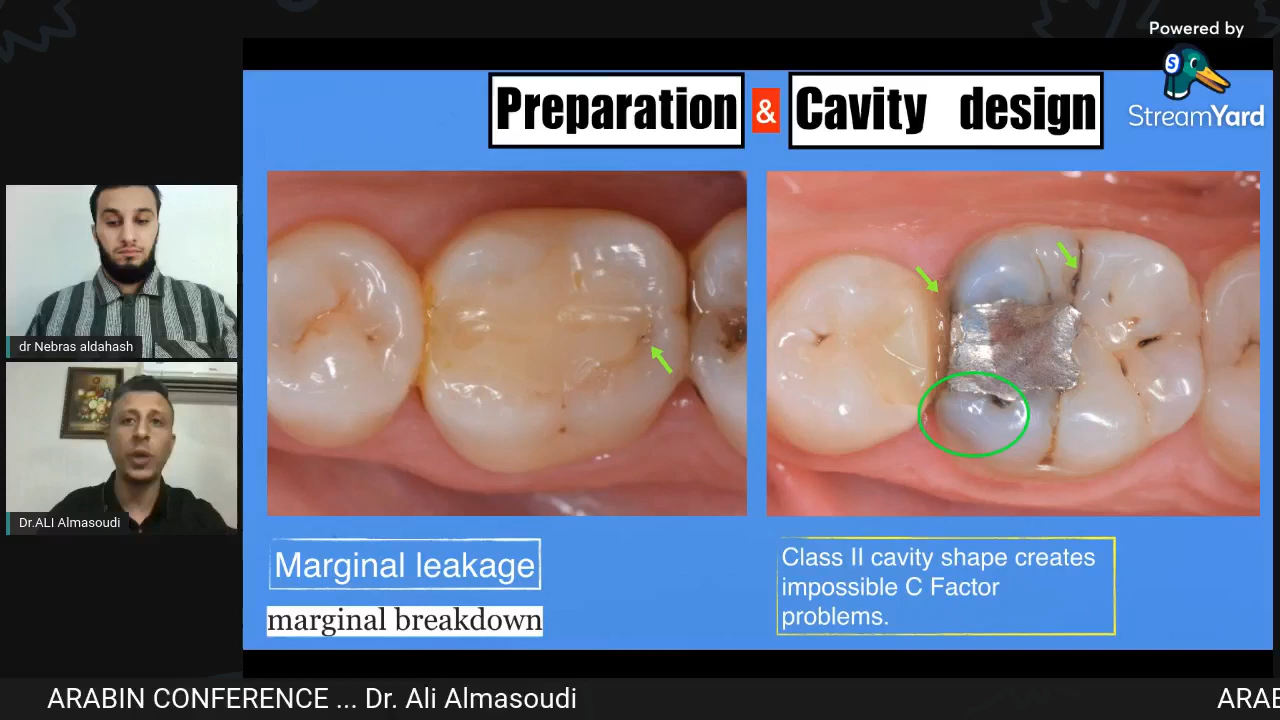 Powered by
S
StreamYard
Preparation & Cavity design
dr Nebras aldahash
Dr.ALI Almasoudi
Marginal leakage
marginal breakdown
Class II cavity shape creates
impossible C Factor
problems.
ARABIN CONFERENCE ... Dr. Ali Almasoudi
ARAB